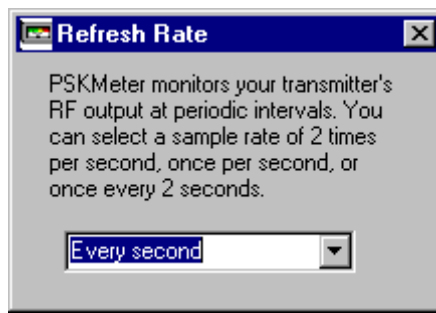 Refresh Rate
PSKMeter monitors your transmitter's
RF output at periodic intervals. You
can select a sample rate of 2 times
per second, once per second, or
once every 2 seconds.
Every second